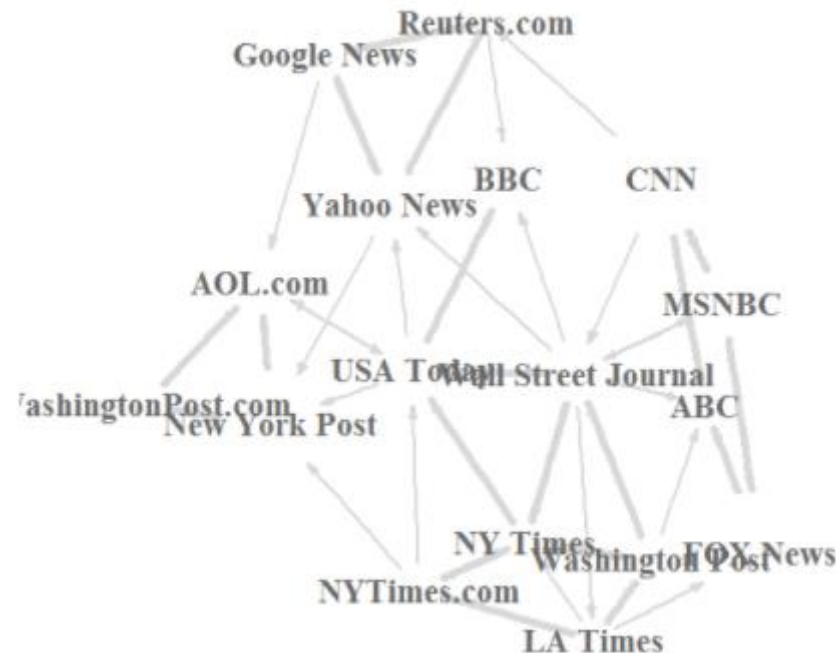 Reuters.com
Google News
BBC
CNN
Yahoo News
AOL.com
MSNBC
USA Today
Wall Street Journal
ashingtonPost.com
ABC
New York Post
NY Times
Washington Post
FOX News
NYTimes.com
LA Times